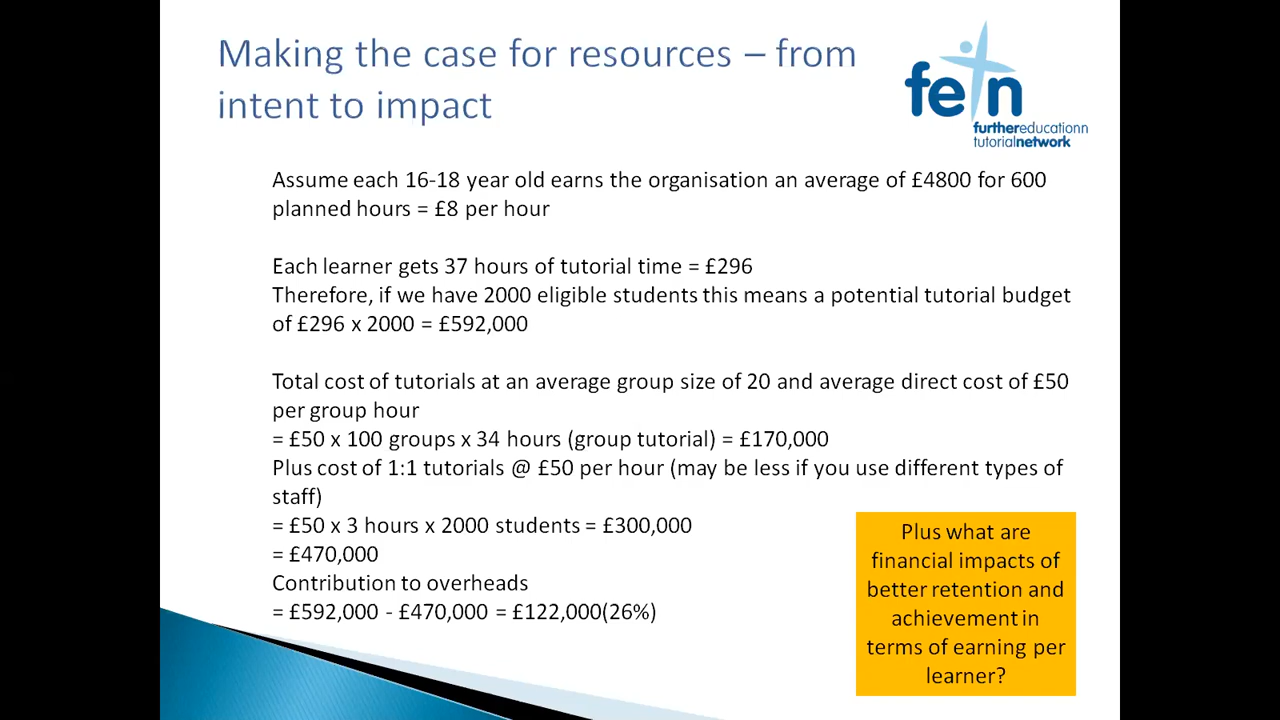 Making the case for resources – from
intent to impact
fetn
furthereducationn
tutorialnetwork
Assume each 16-18 year old earns the organisation an average of £4800 for 600
planned hours = £8 per hour
Each learner gets 37 hours of tutorial time = £296
Therefore, if we have 2000 eligible students this means a potential tutorial budget
of £296 x 2000 = £592,000
Total cost of tutorials at an average group size of 20 and average direct cost of £50
per group hour
= £50 x 100 groups x 34 hours (group tutorial) = £170,000
Plus cost of 1:1 tutorials @ £50 per hour (may be less if you use different types of
staff)
= £50 x 3 hours x 2000 students = £300,000
= £470,000
Contribution to overheads
= £592,000 - £470,000 = £122,000(26%)
Plus what are
financial impacts of
better retention and
achievement in
terms of earning per
learner?